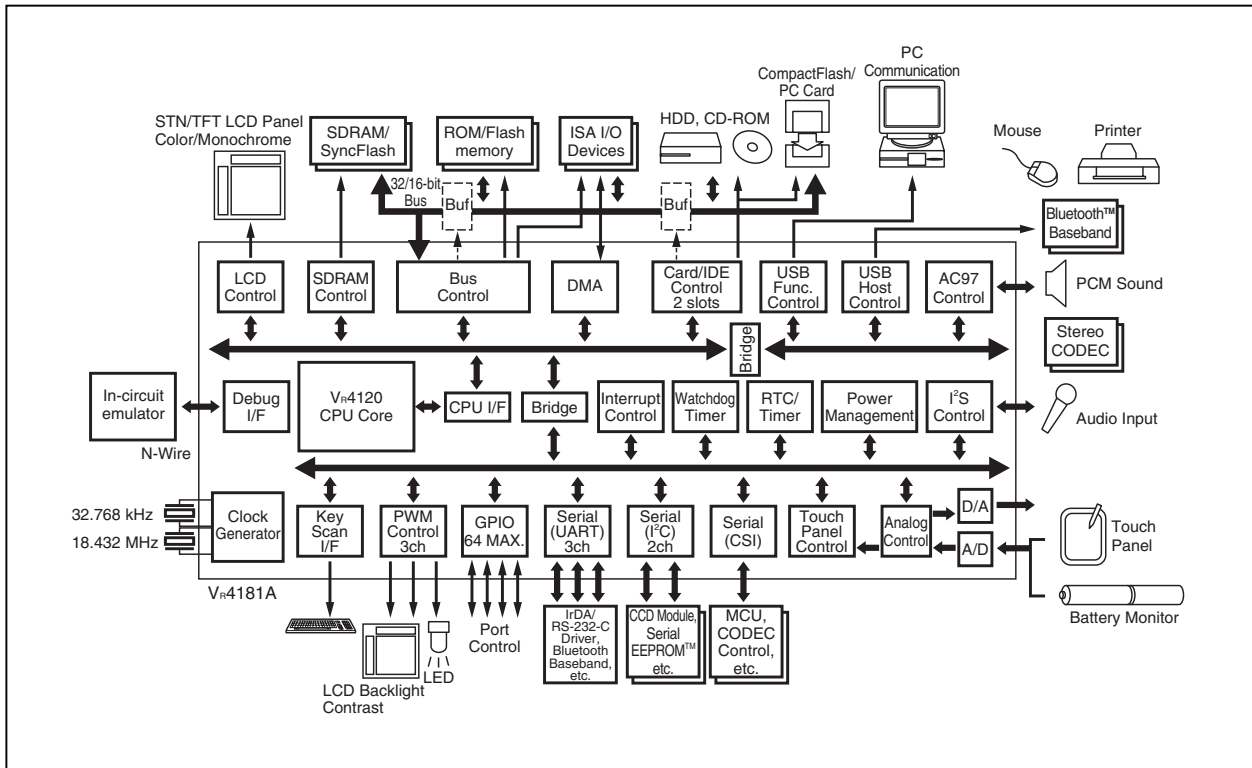 PC
Communication
CompactFlash/
PC Card
STN/TFT LCD Panel
Color/Monochrome
SDRAM/
SyncFlash
ROM/Flash
memory
ISA I/O
Devices
HDD, CD-ROM
Mouse
Printer
32/16-bit
Bus
Buf
Buf
Bluetooth™
Baseband
LCD
Control
SDRAM
Control
Bus
Control
DMA
Card/IDE
Control
2 slots
USB
Func.
Control
USB
Host
Control
AC97
Control
PCM Sound
Bridge
Stereo
CODEC
In-circuit
emulator
N-Wire
Debug
I/F
VR4120
CPU Core
CPU I/F
Bridge
Interrupt
Control
Watchdog
Timer
RTC/
Timer
Power
Management
I²S
Control
Audio Input
32.768 kHz
18.432 MHz
Clock
Generator
Key
Scan
I/F
PWM
Control
3ch
GPIO
64 MAX.
Serial
(UART)
3ch
Serial
(I²C)
2ch
Serial
(CSI)
Touch
Panel
Control
Analog
Control
D/A
A/D
Touch
Panel
VR4181A
Battery Monitor
LCD Backlight
Contrast
LED
Port
Control
IrDA/
RS-232-C
Driver,
Bluetooth
Baseband,
etc.
CCD Module,
Serial
EEPROM™
etc.
MCU,
CODEC
Control,
etc.